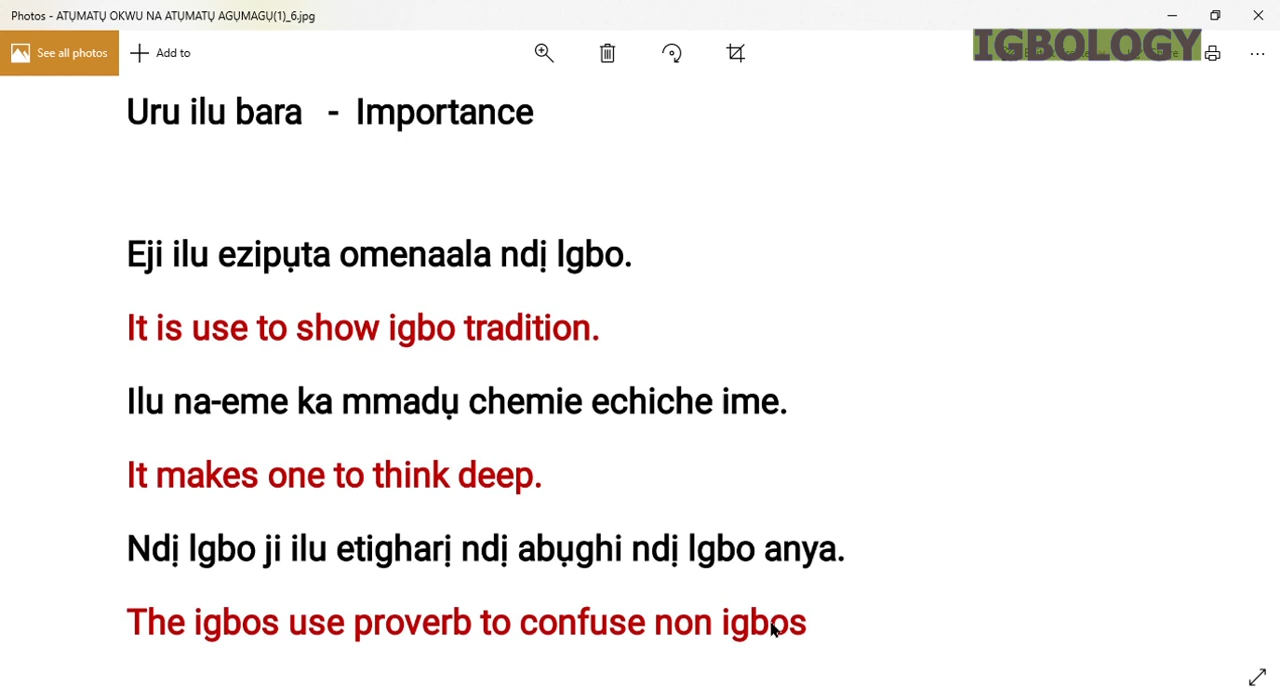 Photos - ATỤMATỤ OKWU NA ATỤMATỤ AGỤMAGỤ(1)_6.jpg
See all photos
Add to
IGBOLOGY
Uru ilu bara - Importance
Eji ilu ezipụta omenaala ndị Igbo.
It is use to show igbo tradition.
Ilu na-eme ka mmadụ chemie echiche ime.
It makes one to think deep.
Ndị Igbo ji ilu etigharị ndị abụghi ndị Igbo anya.
The igbos use proverb to confuse non igbos